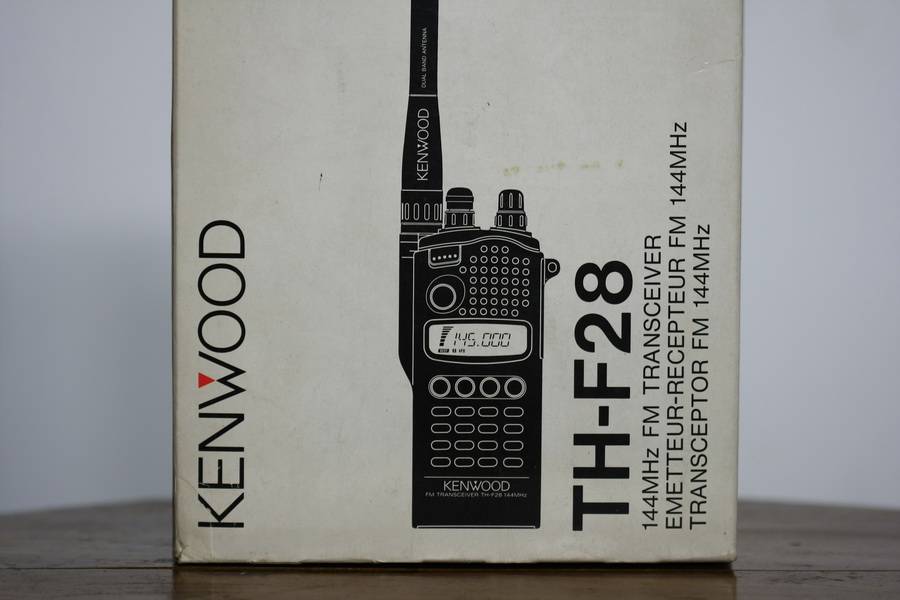 KENWOOD
DUAL BAND ANTENNA
KENWOOD
145.000
KENWOOD
FM TRANSCEIVER TH-F28 144MHz
TH-F28
144MHz FM TRANSCEIVER
EMETTEUR-RECEPTEUR FM 144MHz
TRANSCEPTOR FM 144MHz